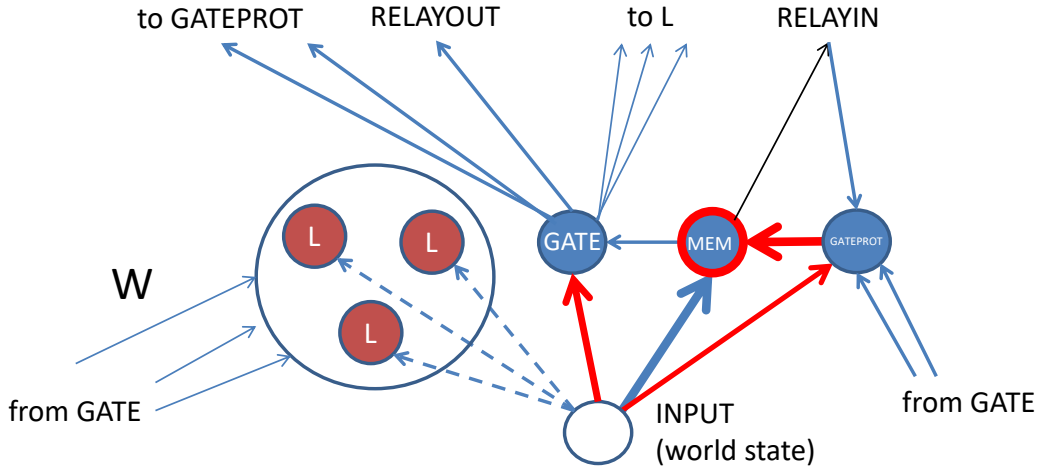 to GATEPROT
RELAYOUT
to L
RELAYIN
L
L
GATE
MEM
GATEPROT
W
L
from GATE
from GATE
INPUT
(world state)